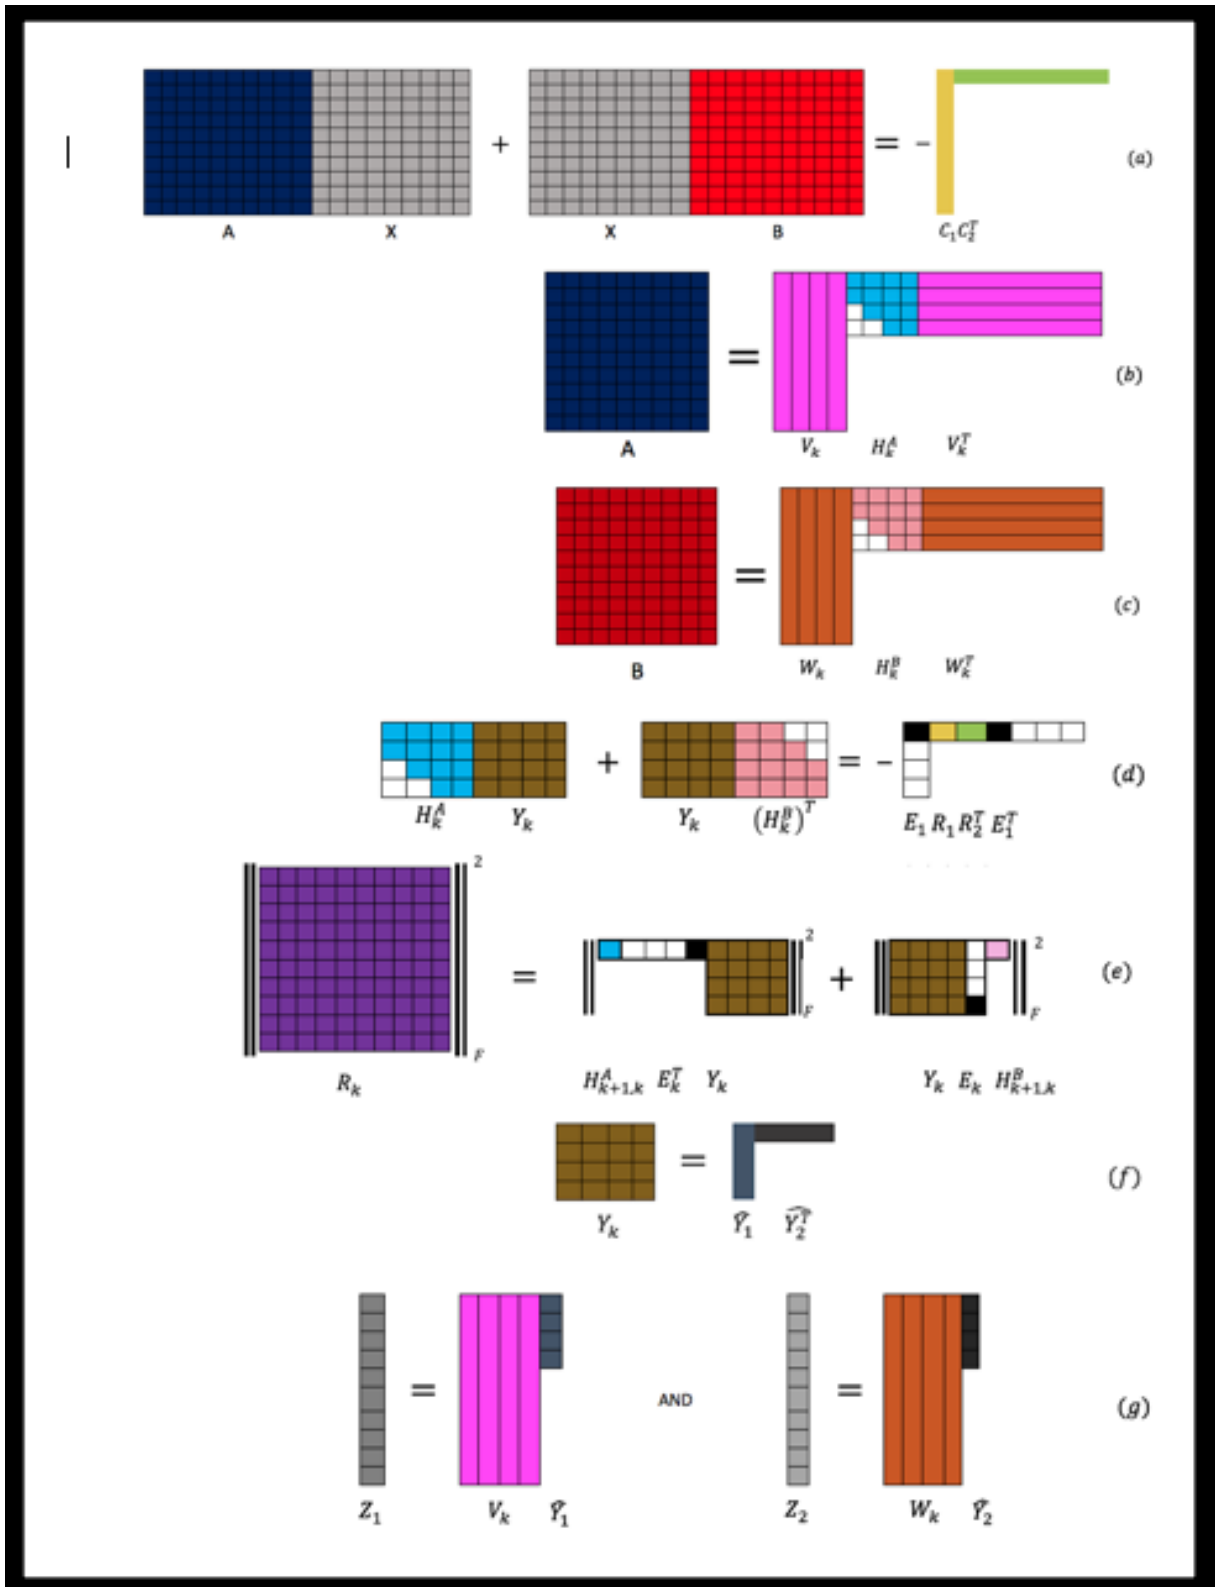 + = − (a)
A X X B C₁C₂ᵀ
= (b)
A Vₖ Hₖᴬ Vₖᵀ
= (c)
B Wₖ Hₖᴮ Wₖᵀ
+ = − (d)
Hₖᴬ Yₖ Yₖ (Hₖᴮ)ᵀ E₁ R₁ R₂ᵀ E₁ᵀ
2
2 2
= + (e)
F F
F
Rₖ Hᴬₖ₊₁,ₖ Eₖᵀ Yₖ Yₖ Eₖ Hᴮₖ₊₁,ₖ
= (f)
Yₖ Ŷ₁ Ŷ₂ᵀ
= AND = (g)
Z₁ Vₖ Ŷ₁ Z₂ Wₖ Ŷ₂